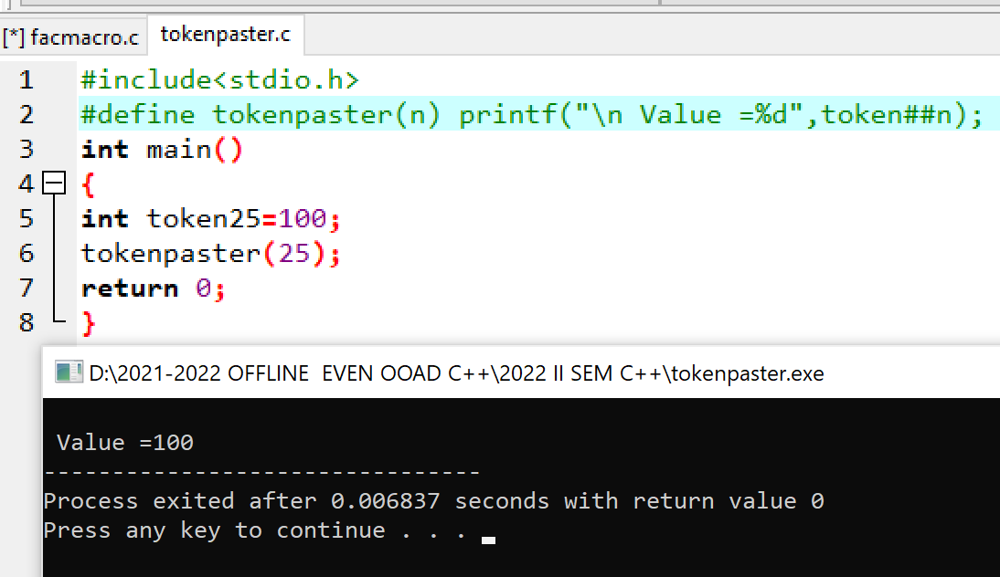 [*] facmacro.c tokenpaster.c
1 #include<stdio.h>
2 #define tokenpaster(n) printf("\n Value =%d",token##n);
3 int main()
4 {
5 int token25=100;
6 tokenpaster(25);
7 return 0;
8 }
D:\2021-2022 OFFLINE  EVEN OOAD C++\2022 II SEM C++\tokenpaster.exe
Value =100
--------------------------------
Process exited after 0.006837 seconds with return value 0
Press any key to continue . . .